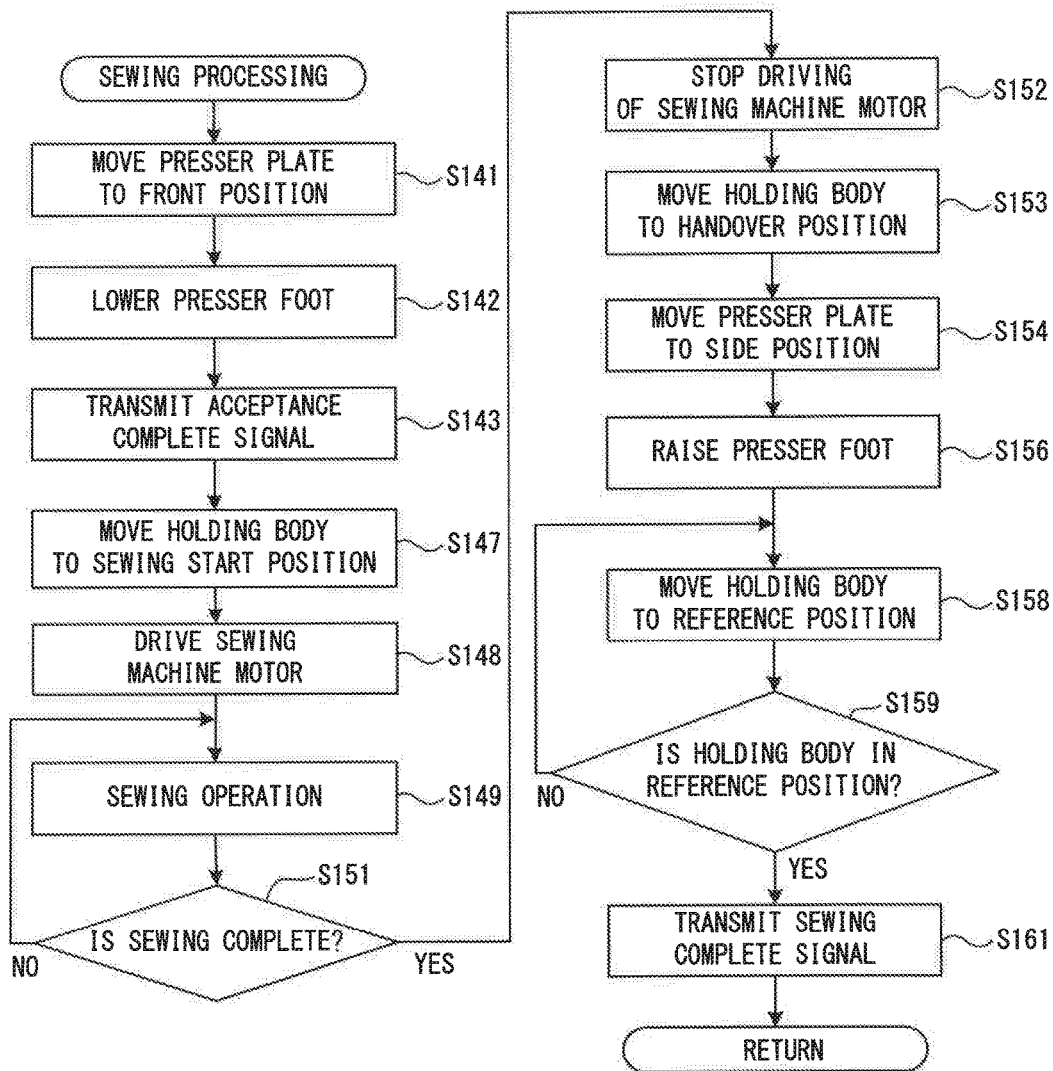 SEWING PROCESSING
MOVE PRESSER PLATE
TO FRONT POSITION
S141
LOWER PRESSER FOOT
S142
TRANSMIT ACCEPTANCE
COMPLETE SIGNAL
S143
MOVE HOLDING BODY
TO SEWING START POSITION
S147
DRIVE SEWING
MACHINE MOTOR
S148
SEWING OPERATION
S149
S151
IS SEWING COMPLETE?
NO
YES
STOP DRIVING
OF SEWING MACHINE MOTOR
S152
MOVE HOLDING BODY
TO HANDOVER POSITION
S153
MOVE PRESSER PLATE
TO SIDE POSITION
S154
RAISE PRESSER FOOT
S156
MOVE HOLDING BODY
TO REFERENCE POSITION
S158
S159
IS HOLDING BODY IN
REFERENCE POSITION?
NO
YES
TRANSMIT SEWING
COMPLETE SIGNAL
S161
RETURN